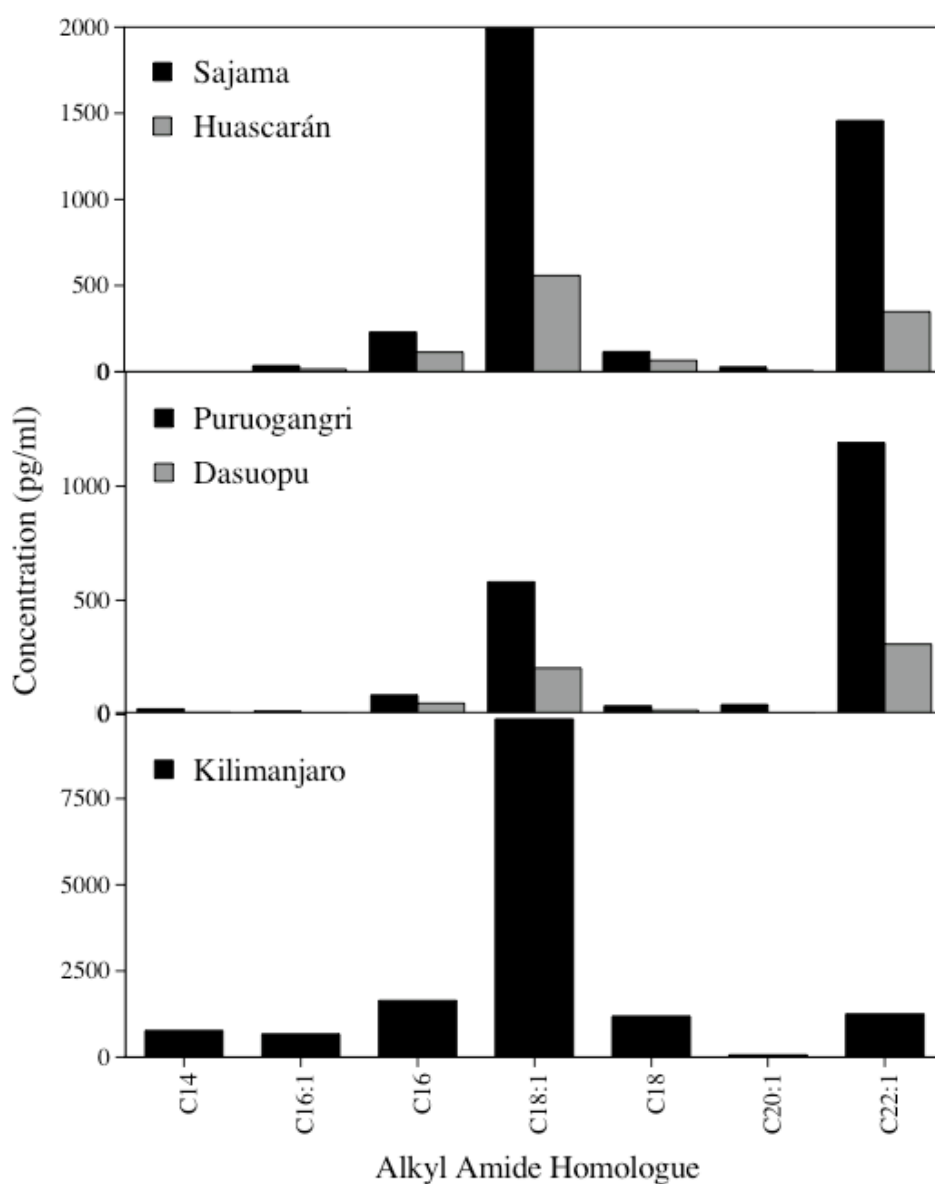 2000
1500
1000
500
0
Sajama
Huascarán
1000
500
0
Puruogangri
Dasuopu
7500
5000
2500
0
Kilimanjaro
Concentration (pg/ml)
C14
C16:1
C16
C18:1
C18
C20:1
C22:1
Alkyl Amide Homologue